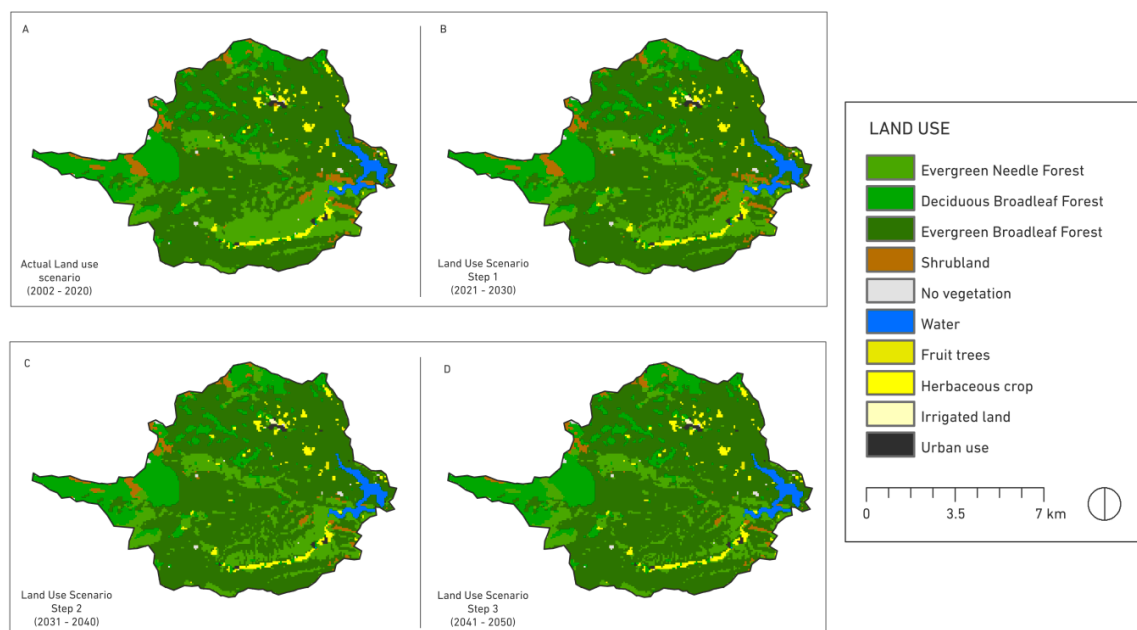 A
B
Actual Land use
scenario
(2002 - 2020)
Land Use Scenario
Step 1
(2021 - 2030)
C
D
Land Use Scenario
Step 2
(2031 - 2040)
Land Use Scenario
Step 3
(2041 - 2050)
LAND USE
Evergreen Needle Forest
Deciduous Broadleaf Forest
Evergreen Broadleaf Forest
Shrubland
No vegetation
Water
Fruit trees
Herbaceous crop
Irrigated land
Urban use
0 3.5 7 km